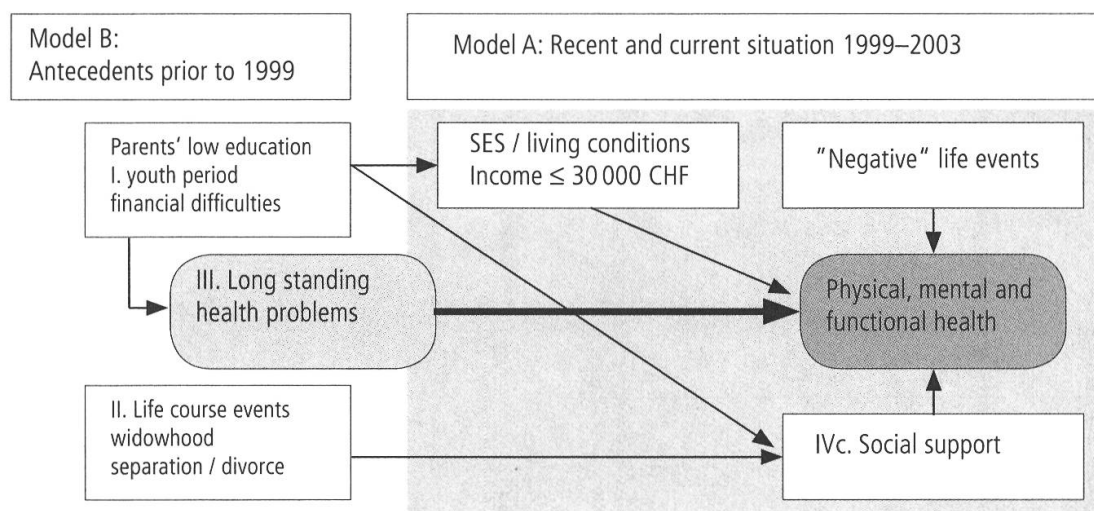 Model B:
Antecedents prior to 1999
Model A: Recent and current situation 1999–2003
Parents’ low education
I. youth period
financial difficulties
SES / living conditions
Income ≤ 30 000 CHF
”Negative“ life events
III. Long standing
health problems
Physical, mental and
functional health
II. Life course events
widowhood
separation / divorce
IVc. Social support